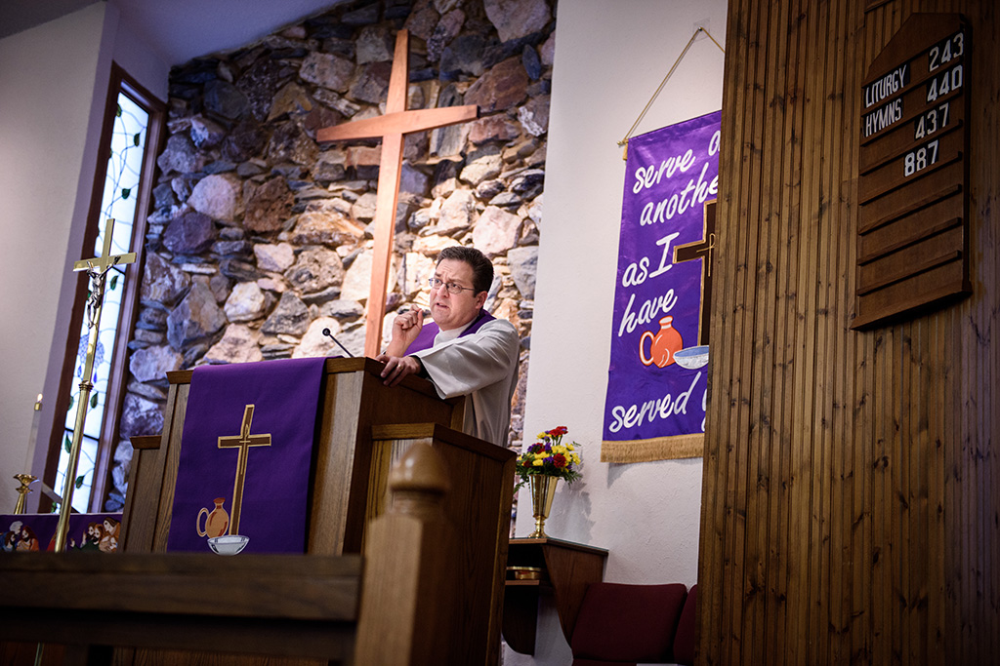 serve
anothe
as I
have
served
LITURGY 243
HYMNS 440
437
887